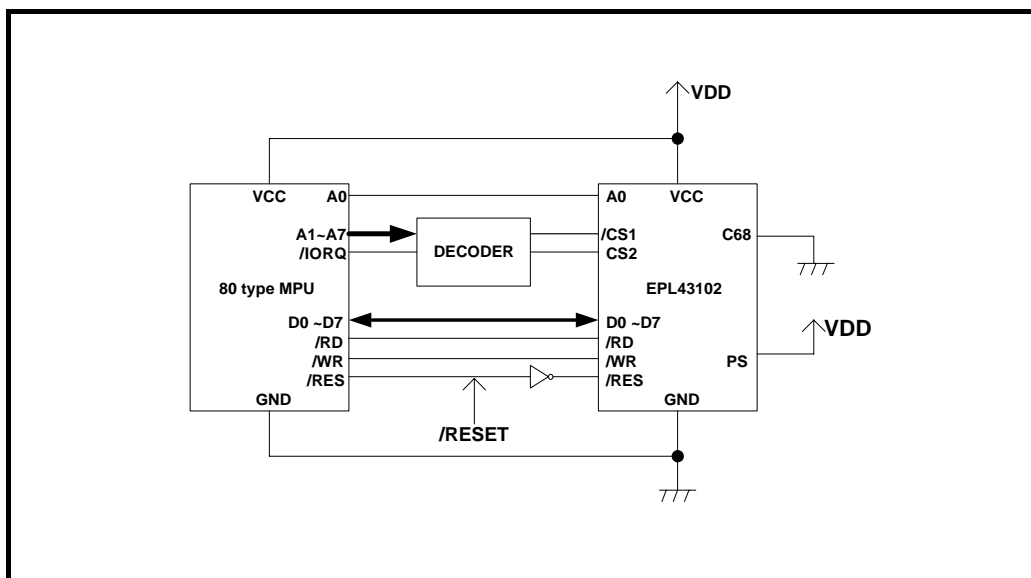 VDD
VCC
A0
A1~A7
/IORQ
80 type MPU
D0 ~D7
/RD
/WR
/RES
GND
DECODER
/RESET
A0
VCC
/CS1
CS2
C68
EPL43102
D0 ~D7
/RD
/WR
/RES
PS
GND
VDD